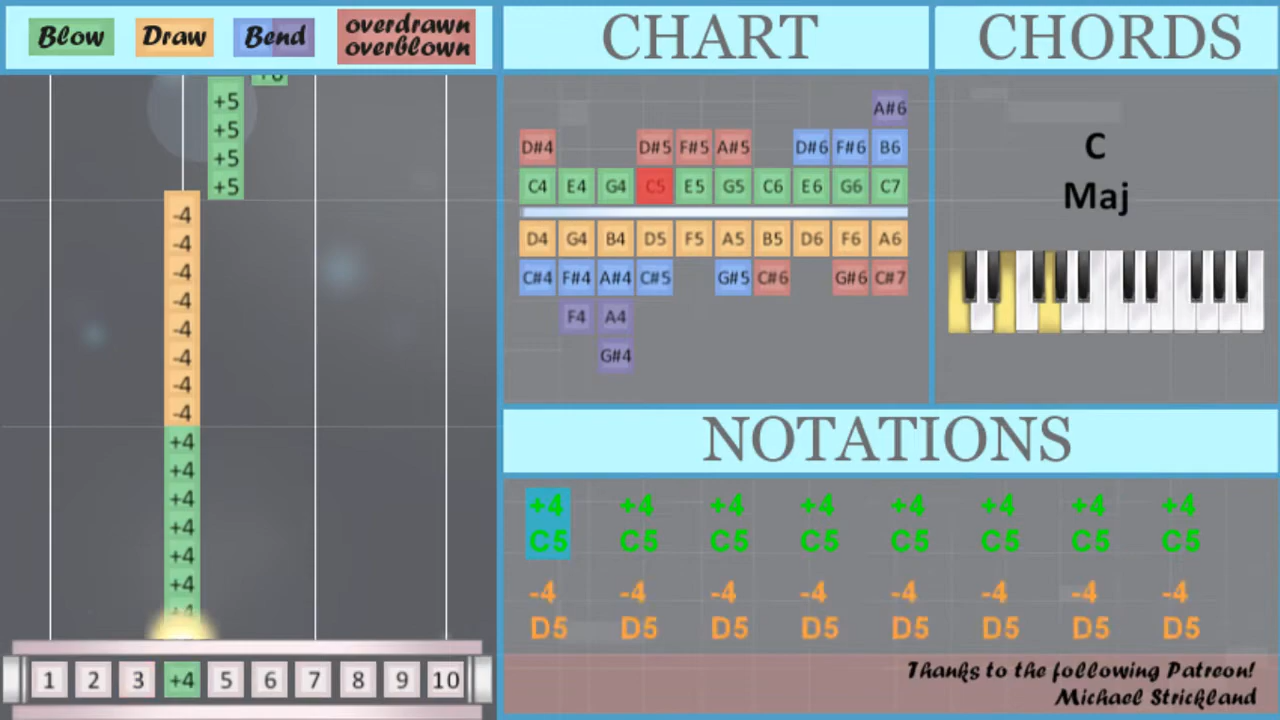 Blow Draw Bend overdrawn
overblown
CHART
CHORDS
+5
+5
+5
+5
-4
-4
-4
-4
-4
-4
-4
-4
+4
+4
+4
+4
+4
+4
+4
1 2 3 +4 5 6 7 8 9 10
A#6
D#4 D#5 F#5 A#5 D#6 F#6 B6
C4 E4 G4 C5 E5 G5 C6 E6 G6 C7
D4 G4 B4 D5 F5 A5 B5 D6 F6 A6
C#4 F#4 A#4 C#5 G#5 C#6 G#6 C#7
F4 A4
G#4
C
Maj
NOTATIONS
+4 +4 +4 +4 +4 +4 +4 +4
C5 C5 C5 C5 C5 C5 C5 C5
-4 -4 -4 -4 -4 -4 -4 -4
D5 D5 D5 D5 D5 D5 D5 D5
Thanks to the following Patreon!
Michael Strickland